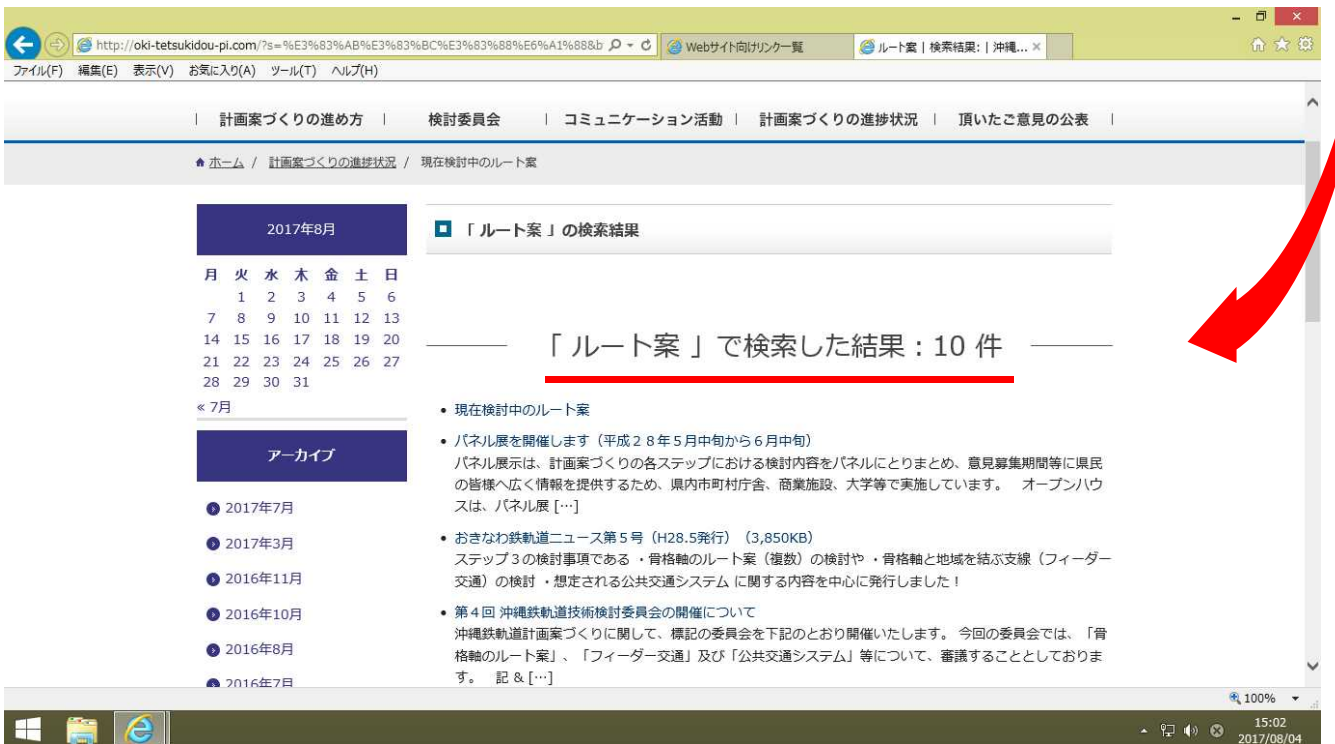 http://oki-tetsukidou-pi.com/?s=%E3%83%AB%E3%83%BC%E3%83%88%E6%A1%88&b
Webサイト向けリンク一覧
ルート案 | 検索結果: | 沖縄...
ファイル(F) 編集(E) 表示(V) お気に入り(A) ツール(T) ヘルプ(H)
計画案づくりの進め方 | 検討委員会 | コミュニケーション活動 | 計画案づくりの進捗状況 | 頂いたご意見の公表
ホーム / 計画案づくりの進捗状況 / 現在検討中のルート案
2017年8月
月 火 水 木 金 土 日
1 2 3 4 5 6
7 8 9 10 11 12 13
14 15 16 17 18 19 20
21 22 23 24 25 26 27
28 29 30 31
« 7月
アーカイブ
2017年7月
2017年3月
2016年11月
2016年10月
2016年8月
2016年7月
「 ルート案 」の検索結果
「 ルート案 」で検索した結果：10 件
• 現在検討中のルート案
• パネル展を開催します（平成２８年５月中旬から６月中旬）
パネル展示は、計画案づくりの各ステップにおける検討内容をパネルにとりまとめ、意見募集期間等に県民
の皆様へ広く情報を提供するため、県内市町村庁舎、商業施設、大学等で実施しています。　オープンハウ
スは、パネル展 […]
• おきなわ鉄軌道ニュース第５号（H28.5発行）（3,850KB）
ステップ３の検討事項である ・骨格軸のルート案（複数）の検討や ・骨格軸と地域を結ぶ支線（フィーダー
交通）の検討 ・想定される公共交通システム に関する内容を中心に発行しました！
• 第４回 沖縄鉄軌道技術検討委員会の開催について
沖縄鉄軌道計画案づくりに関して、標記の委員会を下記のとおり開催いたします。 今回の委員会では、「骨
格軸のルート案」、「フィーダー交通」及び「公共交通システム」等について、審議することとしておりま
す。　記 & […]
100%
15:02
2017/08/04